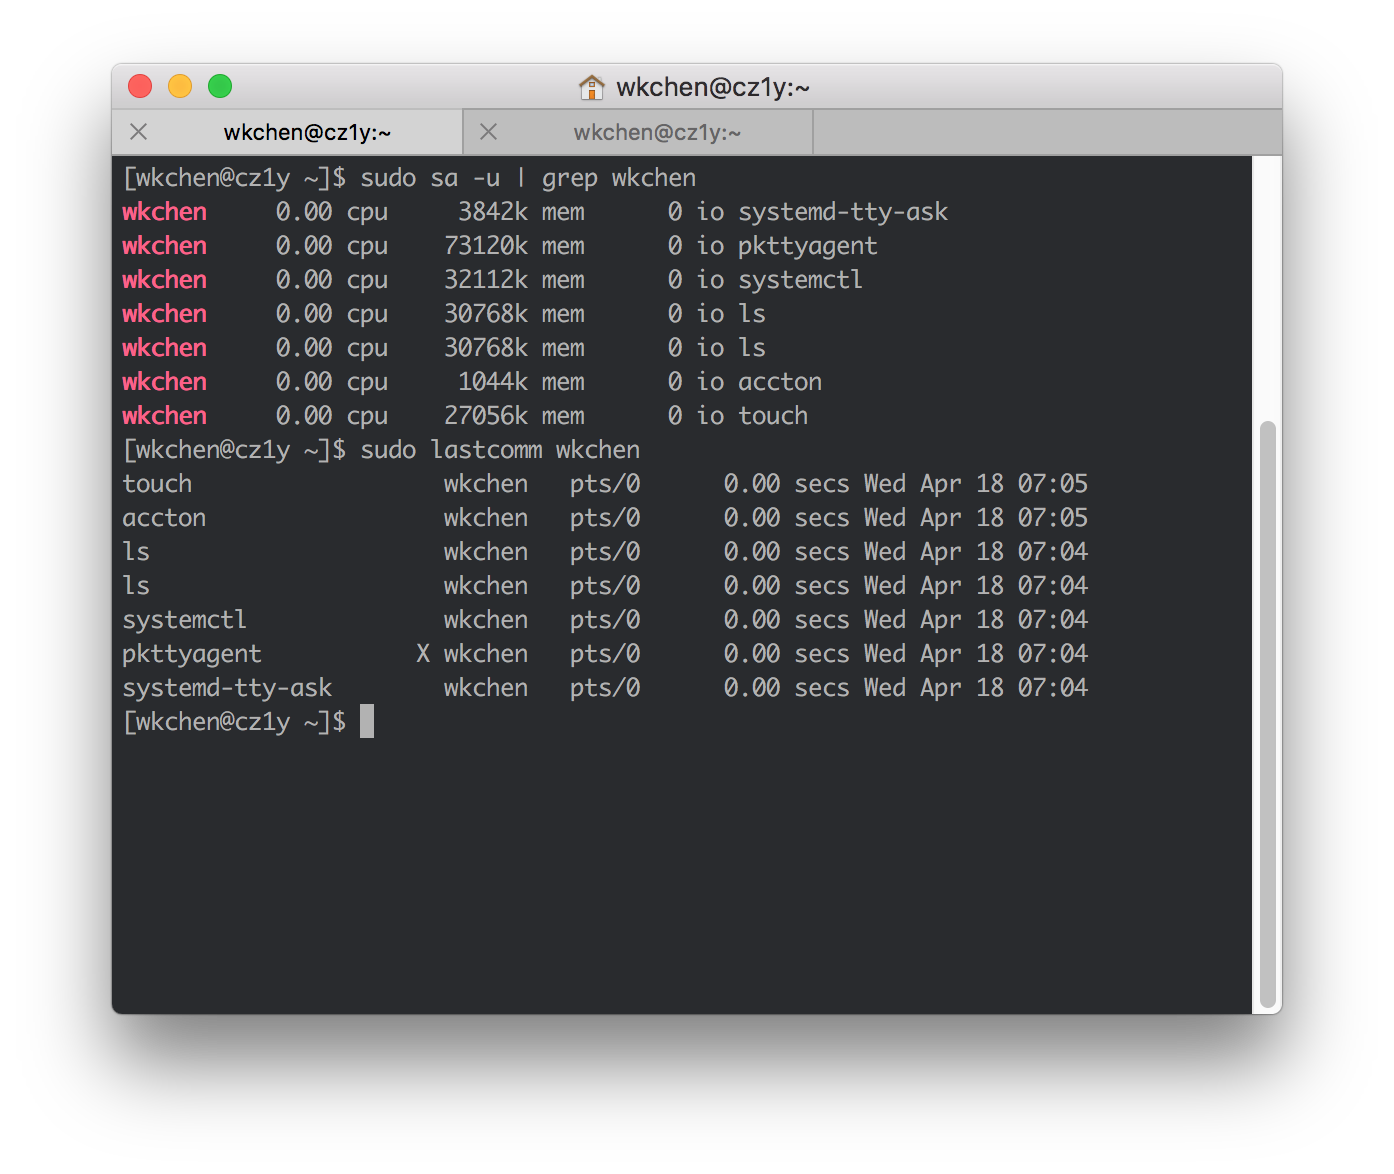 wkchen@cz1y:~
wkchen@cz1y:~ wkchen@cz1y:~
[wkchen@cz1y ~]$ sudo sa -u | grep wkchen
wkchen     0.00 cpu     3842k mem      0 io systemd-tty-ask
wkchen     0.00 cpu    73120k mem      0 io pkttyagent
wkchen     0.00 cpu    32112k mem      0 io systemctl
wkchen     0.00 cpu    30768k mem      0 io ls
wkchen     0.00 cpu    30768k mem      0 io ls
wkchen     0.00 cpu     1044k mem      0 io accton
wkchen     0.00 cpu    27056k mem      0 io touch
[wkchen@cz1y ~]$ sudo lastcomm wkchen
touch                  wkchen   pts/0      0.00 secs Wed Apr 18 07:05
accton                 wkchen   pts/0      0.00 secs Wed Apr 18 07:05
ls                     wkchen   pts/0      0.00 secs Wed Apr 18 07:04
ls                     wkchen   pts/0      0.00 secs Wed Apr 18 07:04
systemctl              wkchen   pts/0      0.00 secs Wed Apr 18 07:04
pkttyagent           X wkchen   pts/0      0.00 secs Wed Apr 18 07:04
systemd-tty-ask        wkchen   pts/0      0.00 secs Wed Apr 18 07:04
[wkchen@cz1y ~]$